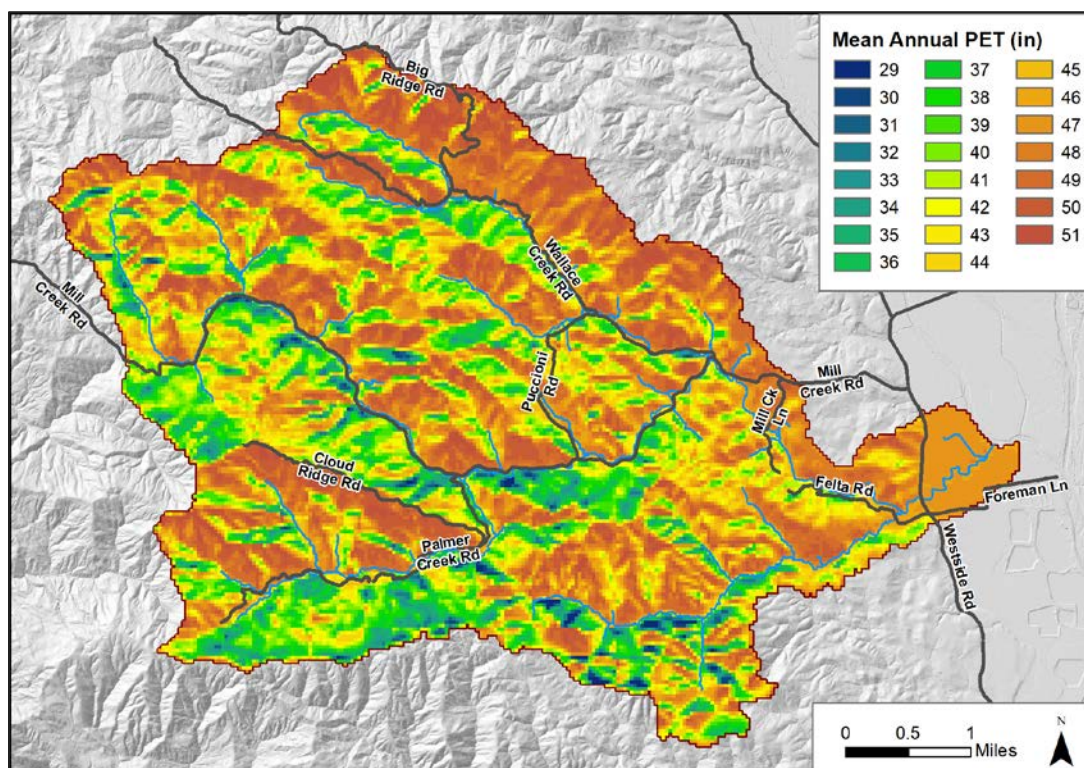 Mean Annual PET (in)
29 37 45
30 38 46
31 39 47
32 40 48
33 41 49
34 42 50
35 43 51
36 44
Big
Ridge Rd
Wallace
Creek Rd
Mill
Creek Rd
Puccioni
Rd
Mill Ck
Ln
Mill
Creek Rd
Cloud
Ridge Rd
Felta Rd
Foreman Ln
Palmer
Creek Rd
Westside Rd
0 0.5 1
Miles
N